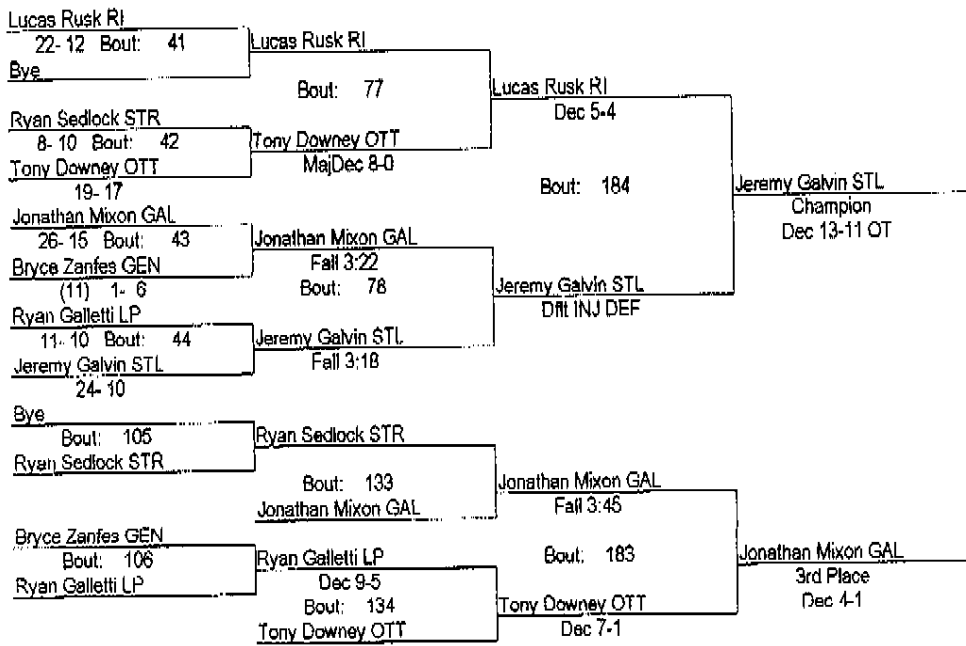 Lucas Rusk RI
22- 12 Bout: 41
Bye
Lucas Rusk RI
Bout: 77
Ryan Sedlock STR
8- 10 Bout: 42
Tony Downey OTT
19- 17
Tony Downey OTT
MajDec 8-0
Lucas Rusk RI
Dec 5-4
Jonathan Mixon GAL
26- 15 Bout: 43
Bryce Zanfes GEN
(11) 1- 6
Jonathan Mixon GAL
Fall 3:22
Bout: 78
Ryan Galletti LP
11- 10 Bout: 44
Jeremy Galvin STL
24- 10
Jeremy Galvin STL
Fall 3:18
Jeremy Galvin STL
Dflt INJ DEF
Bout: 184
Jeremy Galvin STL
Champion
Dec 13-11 OT
Bye
Bout: 105
Ryan Sedlock STR
Ryan Sedlock STR
Bout: 133
Jonathan Mixon GAL
Jonathan Mixon GAL
Fall 3:45
Bryce Zanfes GEN
Bout: 106
Ryan Galletti LP
Ryan Galletti LP
Dec 9-5
Bout: 134
Tony Downey OTT
Tony Downey OTT
Dec 7-1
Bout: 183
Jonathan Mixon GAL
3rd Place
Dec 4-1